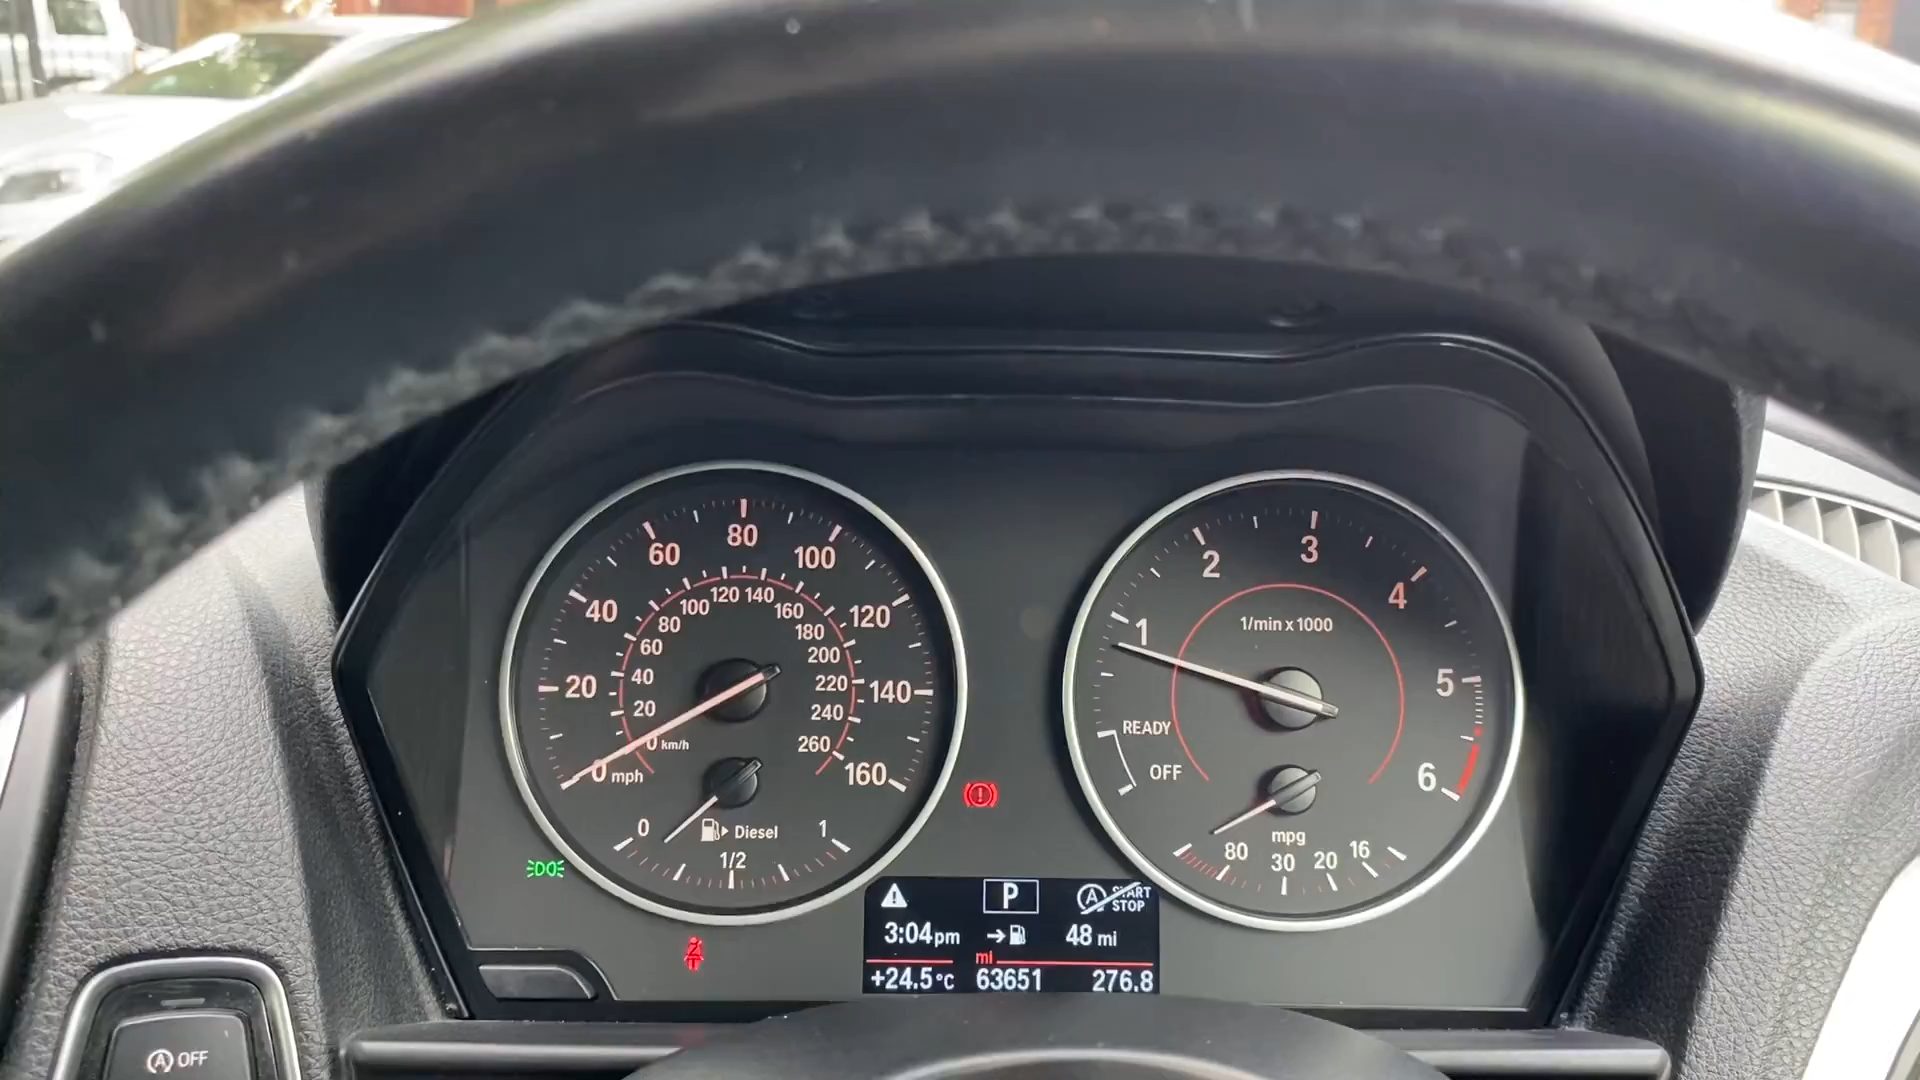 80
60 100
40 120
20 140
0 mph 160
120 140
100 160
80 180
60 200
40 220
20 240
0 km/h 260
0 Diesel 1
1/2
3
2 4
1 5
6
1/min x 1000
READY
OFF
mpg
80 30 20 16
P A START STOP
3:04pm 48 mi
mi
+24.5°C 63651 276.8
A OFF